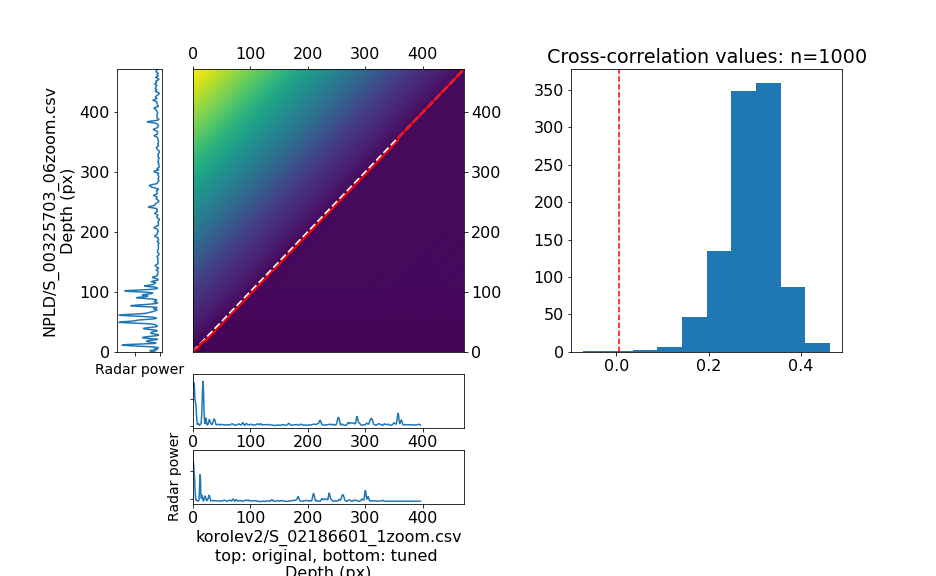 0 100 200 300 400
Cross-correlation values: n=1000
NPLD/S_00325703_06zoom.csv
Depth (px)
400
300
200
100
0
400
300
200
100
0
350
300
250
200
150
100
50
0
0.0 0.2 0.4
Radar power
0 100 200 300 400
Radar power
0 100 200 300 400
korolev2/S_02186601_1zoom.csv
top: original, bottom: tuned
Depth (px)